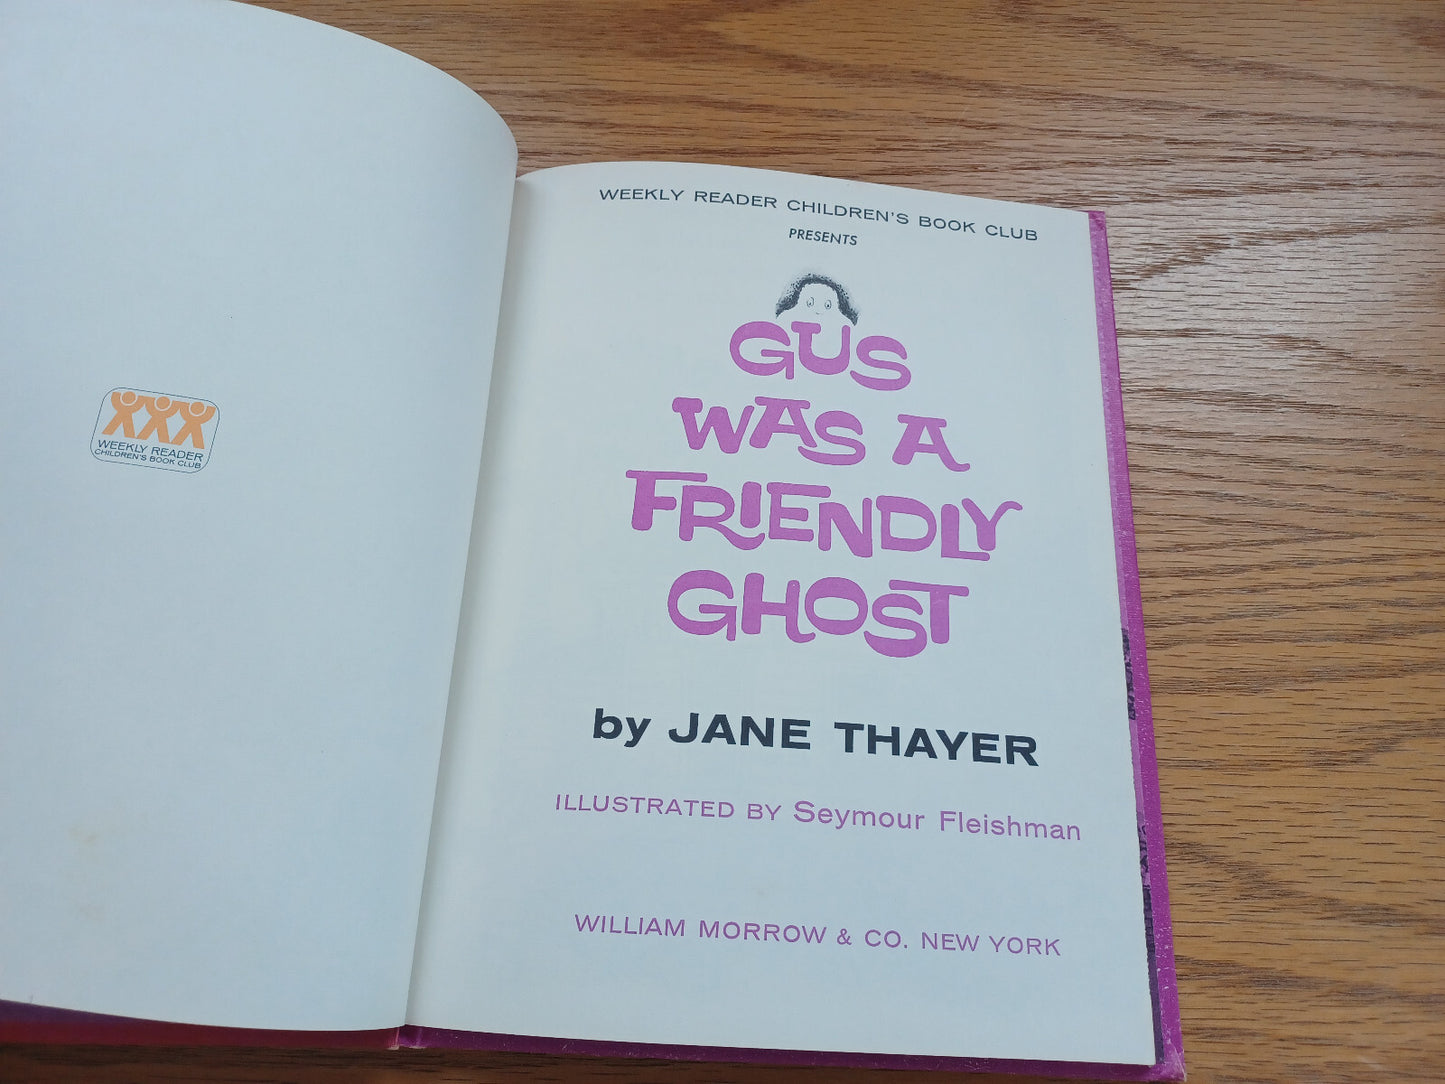 WEEKLY READER
CHILDREN'S BOOK CLUB
WEEKLY READER CHILDREN'S BOOK CLUB
PRESENTS
GUS
WAS A
FRIENDLY
GHOST
by JANE THAYER
ILLUSTRATED BY Seymour Fleishman
WILLIAM MORROW & CO. NEW YORK